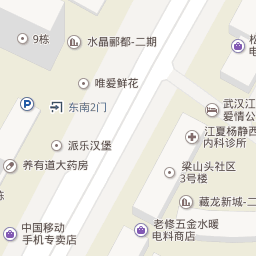 9栋
水晶郦都-二期
松
唯爱鲜花
P
东南2门
武汉江
爱情公
江夏杨静西
内科诊所
派乐汉堡
养有道大药房
梁山头社区
3号楼
藏龙新城-二
栋
中国移动
手机专卖店
老修五金水暖
电料商店